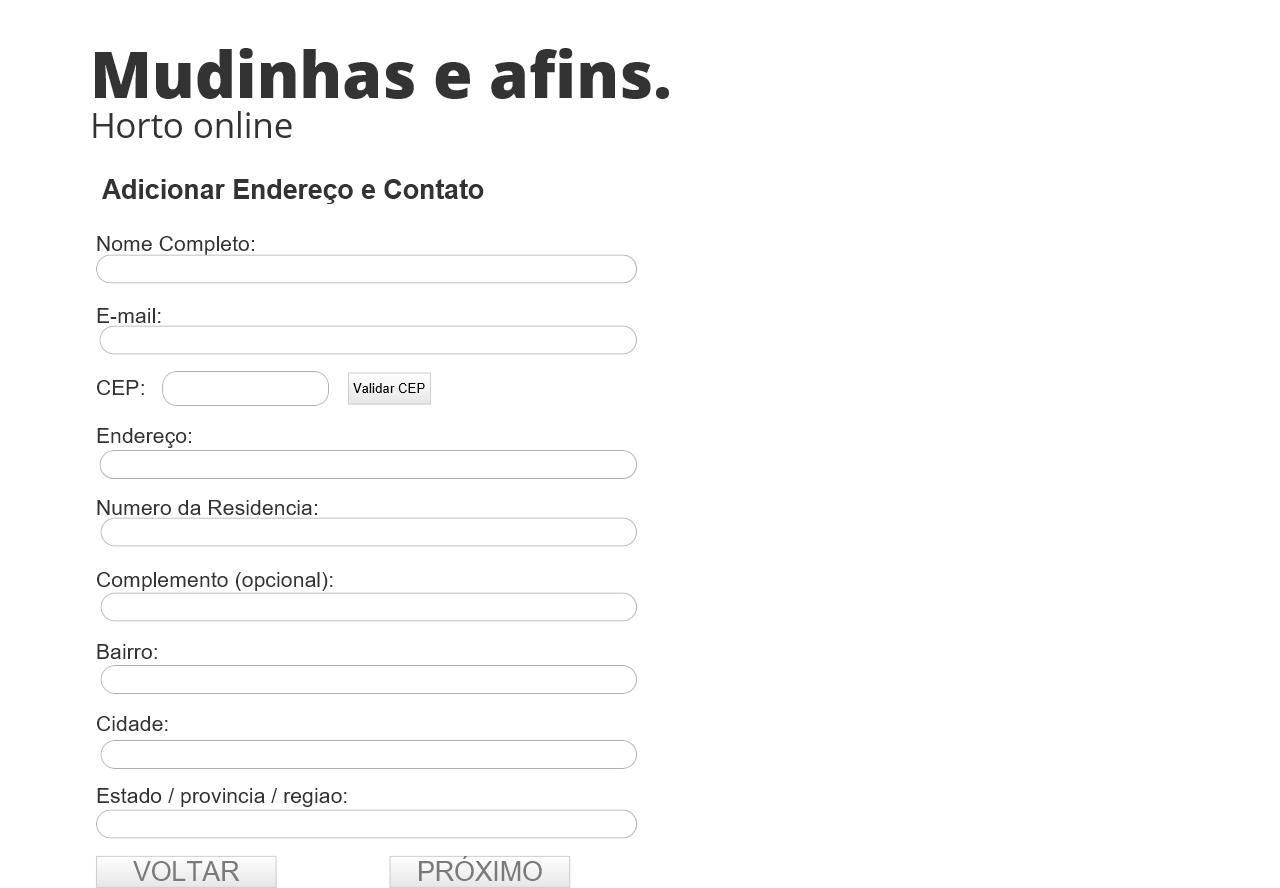 Mudinhas e afins.
Horto online
Adicionar Endereço e Contato
Nome Completo:
E-mail:
CEP: Validar CEP
Endereço:
Numero da Residencia:
Complemento (opcional):
Bairro:
Cidade:
Estado / provincia / regiao:
VOLTAR PRÓXIMO